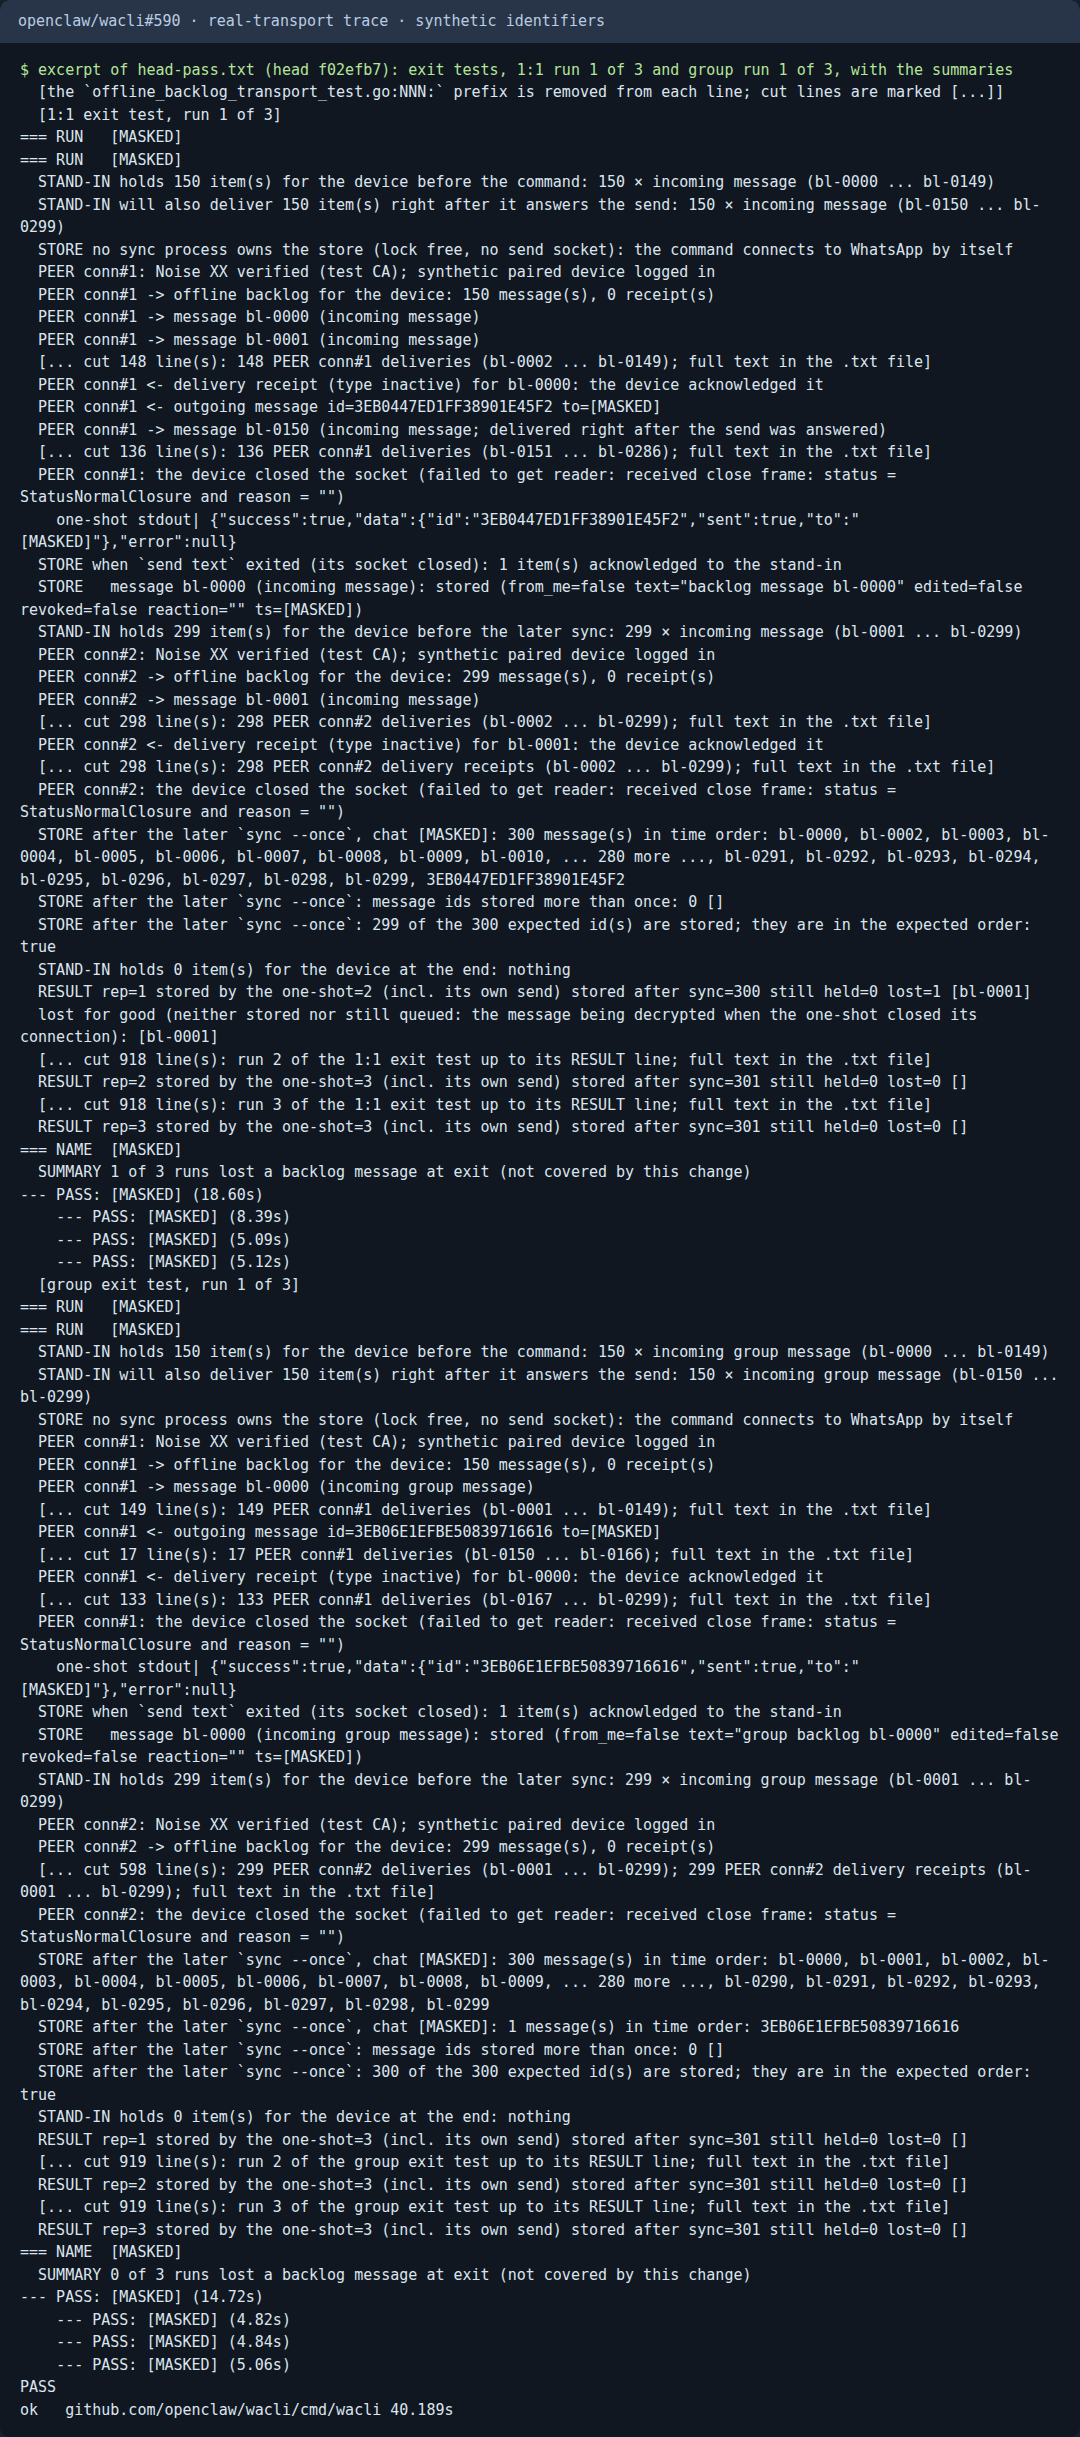 openclaw/wacli#590 · real-transport trace · synthetic identifiers
$ excerpt of head-pass.txt (head f02efb7): exit tests, 1:1 run 1 of 3 and group run 1 of 3, with the summaries
[the `offline_backlog_transport_test.go:NNN:` prefix is removed from each line; cut lines are marked [...]]
[1:1 exit test, run 1 of 3]
=== RUN   [MASKED]
=== RUN   [MASKED]
STAND-IN holds 150 item(s) for the device before the command: 150 × incoming message (bl-0000 ... bl-0149)
STAND-IN will also deliver 150 item(s) right after it answers the send: 150 × incoming message (bl-0150 ... bl-
0299)
STORE no sync process owns the store (lock free, no send socket): the command connects to WhatsApp by itself
PEER conn#1: Noise XX verified (test CA); synthetic paired device logged in
PEER conn#1 -> offline backlog for the device: 150 message(s), 0 receipt(s)
PEER conn#1 -> message bl-0000 (incoming message)
PEER conn#1 -> message bl-0001 (incoming message)
[... cut 148 line(s): 148 PEER conn#1 deliveries (bl-0002 ... bl-0149); full text in the .txt file]
PEER conn#1 <- delivery receipt (type inactive) for bl-0000: the device acknowledged it
PEER conn#1 <- outgoing message id=3EB0447ED1FF38901E45F2 to=[MASKED]
PEER conn#1 -> message bl-0150 (incoming message; delivered right after the send was answered)
[... cut 136 line(s): 136 PEER conn#1 deliveries (bl-0151 ... bl-0286); full text in the .txt file]
PEER conn#1: the device closed the socket (failed to get reader: received close frame: status =
StatusNormalClosure and reason = "")
one-shot stdout| {"success":true,"data":{"id":"3EB0447ED1FF38901E45F2","sent":true,"to":"
[MASKED]"},"error":null}
STORE when `send text` exited (its socket closed): 1 item(s) acknowledged to the stand-in
STORE   message bl-0000 (incoming message): stored (from_me=false text="backlog message bl-0000" edited=false
revoked=false reaction="" ts=[MASKED])
STAND-IN holds 299 item(s) for the device before the later sync: 299 × incoming message (bl-0001 ... bl-0299)
PEER conn#2: Noise XX verified (test CA); synthetic paired device logged in
PEER conn#2 -> offline backlog for the device: 299 message(s), 0 receipt(s)
PEER conn#2 -> message bl-0001 (incoming message)
[... cut 298 line(s): 298 PEER conn#2 deliveries (bl-0002 ... bl-0299); full text in the .txt file]
PEER conn#2 <- delivery receipt (type inactive) for bl-0001: the device acknowledged it
[... cut 298 line(s): 298 PEER conn#2 delivery receipts (bl-0002 ... bl-0299); full text in the .txt file]
PEER conn#2: the device closed the socket (failed to get reader: received close frame: status =
StatusNormalClosure and reason = "")
STORE after the later `sync --once`, chat [MASKED]: 300 message(s) in time order: bl-0000, bl-0002, bl-0003, bl-
0004, bl-0005, bl-0006, bl-0007, bl-0008, bl-0009, bl-0010, ... 280 more ..., bl-0291, bl-0292, bl-0293, bl-0294,
bl-0295, bl-0296, bl-0297, bl-0298, bl-0299, 3EB0447ED1FF38901E45F2
STORE after the later `sync --once`: message ids stored more than once: 0 []
STORE after the later `sync --once`: 299 of the 300 expected id(s) are stored; they are in the expected order:
true
STAND-IN holds 0 item(s) for the device at the end: nothing
RESULT rep=1 stored by the one-shot=2 (incl. its own send) stored after sync=300 still held=0 lost=1 [bl-0001]
lost for good (neither stored nor still queued: the message being decrypted when the one-shot closed its
connection): [bl-0001]
[... cut 918 line(s): run 2 of the 1:1 exit test up to its RESULT line; full text in the .txt file]
RESULT rep=2 stored by the one-shot=3 (incl. its own send) stored after sync=301 still held=0 lost=0 []
[... cut 918 line(s): run 3 of the 1:1 exit test up to its RESULT line; full text in the .txt file]
RESULT rep=3 stored by the one-shot=3 (incl. its own send) stored after sync=301 still held=0 lost=0 []
=== NAME  [MASKED]
SUMMARY 1 of 3 runs lost a backlog message at exit (not covered by this change)
--- PASS: [MASKED] (18.60s)
--- PASS: [MASKED] (8.39s)
--- PASS: [MASKED] (5.09s)
--- PASS: [MASKED] (5.12s)
[group exit test, run 1 of 3]
=== RUN   [MASKED]
=== RUN   [MASKED]
STAND-IN holds 150 item(s) for the device before the command: 150 × incoming group message (bl-0000 ... bl-0149)
STAND-IN will also deliver 150 item(s) right after it answers the send: 150 × incoming group message (bl-0150 ...
bl-0299)
STORE no sync process owns the store (lock free, no send socket): the command connects to WhatsApp by itself
PEER conn#1: Noise XX verified (test CA); synthetic paired device logged in
PEER conn#1 -> offline backlog for the device: 150 message(s), 0 receipt(s)
PEER conn#1 -> message bl-0000 (incoming group message)
[... cut 149 line(s): 149 PEER conn#1 deliveries (bl-0001 ... bl-0149); full text in the .txt file]
PEER conn#1 <- outgoing message id=3EB06E1EFBE50839716616 to=[MASKED]
[... cut 17 line(s): 17 PEER conn#1 deliveries (bl-0150 ... bl-0166); full text in the .txt file]
PEER conn#1 <- delivery receipt (type inactive) for bl-0000: the device acknowledged it
[... cut 133 line(s): 133 PEER conn#1 deliveries (bl-0167 ... bl-0299); full text in the .txt file]
PEER conn#1: the device closed the socket (failed to get reader: received close frame: status =
StatusNormalClosure and reason = "")
one-shot stdout| {"success":true,"data":{"id":"3EB06E1EFBE50839716616","sent":true,"to":"
[MASKED]"},"error":null}
STORE when `send text` exited (its socket closed): 1 item(s) acknowledged to the stand-in
STORE   message bl-0000 (incoming group message): stored (from_me=false text="group backlog bl-0000" edited=false
revoked=false reaction="" ts=[MASKED])
STAND-IN holds 299 item(s) for the device before the later sync: 299 × incoming group message (bl-0001 ... bl-
0299)
PEER conn#2: Noise XX verified (test CA); synthetic paired device logged in
PEER conn#2 -> offline backlog for the device: 299 message(s), 0 receipt(s)
[... cut 598 line(s): 299 PEER conn#2 deliveries (bl-0001 ... bl-0299); 299 PEER conn#2 delivery receipts (bl-
0001 ... bl-0299); full text in the .txt file]
PEER conn#2: the device closed the socket (failed to get reader: received close frame: status =
StatusNormalClosure and reason = "")
STORE after the later `sync --once`, chat [MASKED]: 300 message(s) in time order: bl-0000, bl-0001, bl-0002, bl-
0003, bl-0004, bl-0005, bl-0006, bl-0007, bl-0008, bl-0009, ... 280 more ..., bl-0290, bl-0291, bl-0292, bl-0293,
bl-0294, bl-0295, bl-0296, bl-0297, bl-0298, bl-0299
STORE after the later `sync --once`, chat [MASKED]: 1 message(s) in time order: 3EB06E1EFBE50839716616
STORE after the later `sync --once`: message ids stored more than once: 0 []
STORE after the later `sync --once`: 300 of the 300 expected id(s) are stored; they are in the expected order:
true
STAND-IN holds 0 item(s) for the device at the end: nothing
RESULT rep=1 stored by the one-shot=3 (incl. its own send) stored after sync=301 still held=0 lost=0 []
[... cut 919 line(s): run 2 of the group exit test up to its RESULT line; full text in the .txt file]
RESULT rep=2 stored by the one-shot=3 (incl. its own send) stored after sync=301 still held=0 lost=0 []
[... cut 919 line(s): run 3 of the group exit test up to its RESULT line; full text in the .txt file]
RESULT rep=3 stored by the one-shot=3 (incl. its own send) stored after sync=301 still held=0 lost=0 []
=== NAME  [MASKED]
SUMMARY 0 of 3 runs lost a backlog message at exit (not covered by this change)
--- PASS: [MASKED] (14.72s)
--- PASS: [MASKED] (4.82s)
--- PASS: [MASKED] (4.84s)
--- PASS: [MASKED] (5.06s)
PASS
ok   github.com/openclaw/wacli/cmd/wacli 40.189s